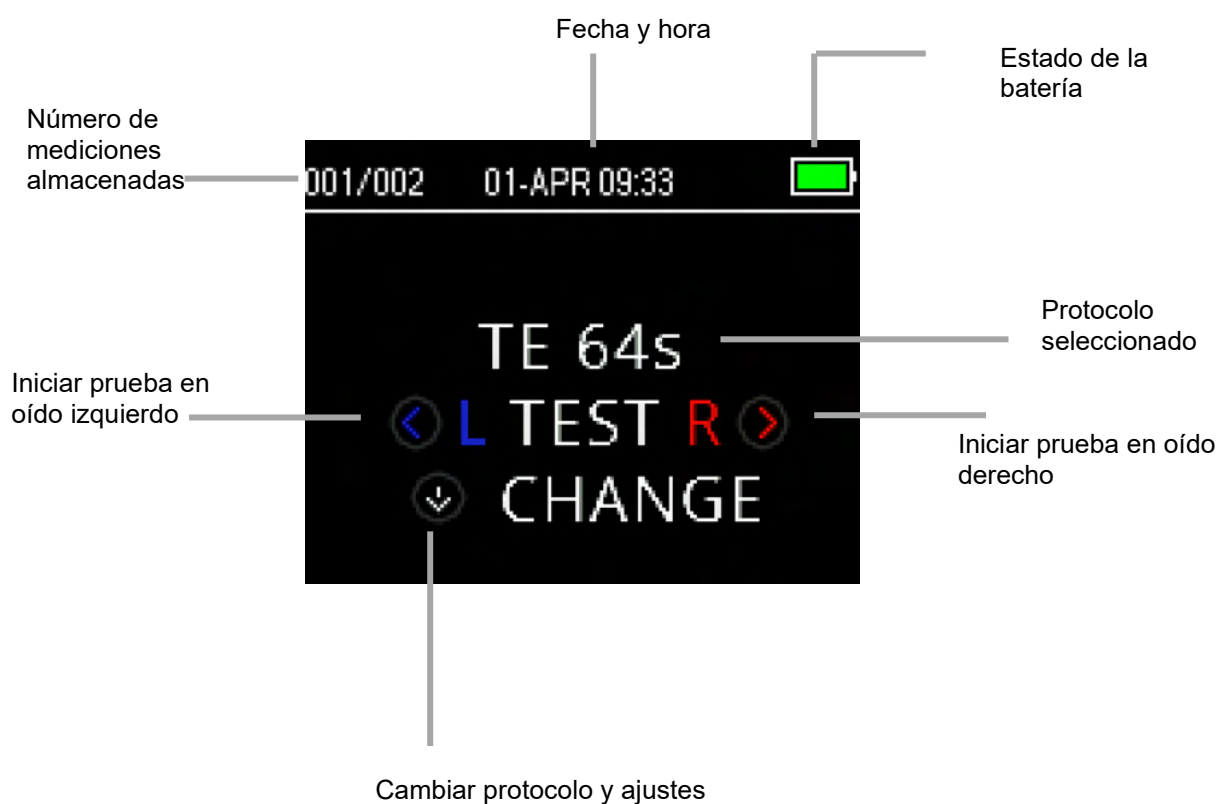 Fecha y hora
Estado de la
batería
Número de
mediciones
almacenadas
001/002 01-APR 09:33
TE 64s
Protocolo
seleccionado
Iniciar prueba en
oído izquierdo
L TEST R
Iniciar prueba en oído
derecho
CHANGE
Cambiar protocolo y ajustes